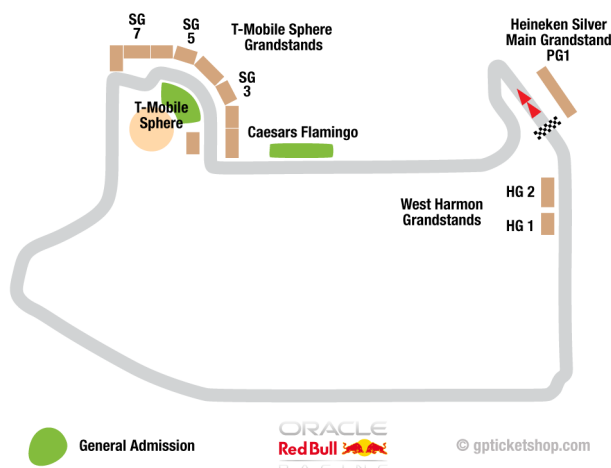 SG
7
SG
5
T-Mobile Sphere
Grandstands
Heineken Silver
Main Grandstand
PG1
SG
3
T-Mobile
Sphere
Caesars Flamingo
HG 2
West Harmon
Grandstands
HG 1
General Admission
ORACLE
Red Bull
RACING
© gpticketshop.com